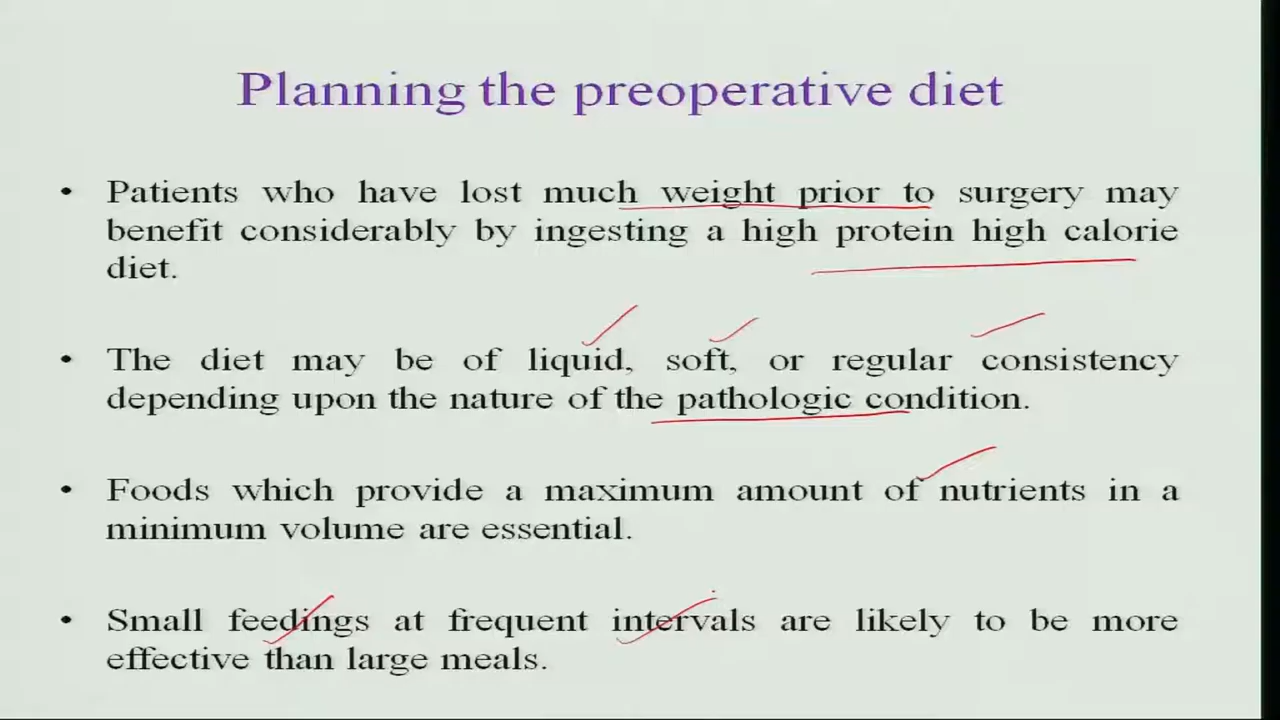 Planning the preoperative diet
• Patients who have lost much weight prior to surgery may
benefit considerably by ingesting a high protein high calorie
diet.
• The diet may be of liquid, soft, or regular consistency
depending upon the nature of the pathologic condition.
• Foods which provide a maximum amount of nutrients in a
minimum volume are essential.
• Small feedings at frequent intervals are likely to be more
effective than large meals.